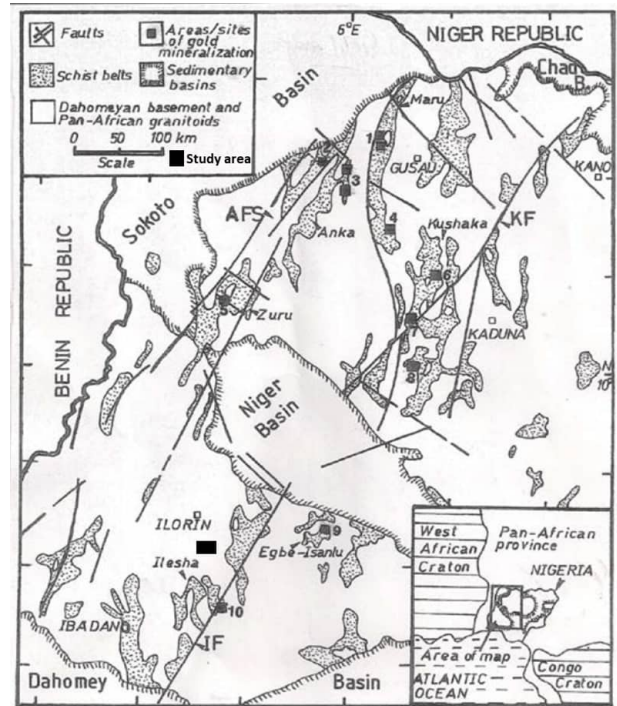 Faults
Areas/sites
of gold
mineralization
Schist belts
Sedimentary
basins
Dahomeyan basement and
Pan-African granitoids
0 50 100 km
Scale
Study area
6°E
NIGER REPUBLIC
Chad
B.
Basin
Maru
1
2
3
GUSAU
KANO
Sokoto
AFS
Anka
4
Kushaka
KF
BENIN REPUBLIC
6
5
Zuru
7
KADUNA
8
N
10°
Niger
Basin
ILORIN
9
Egbe-Isanlu
Ilesha
10
IBADAN
IF
Dahomey Basin
West
African
Craton
Pan-African
province
NIGERIA
Area of map
ATLANTIC
OCEAN
Congo
Craton